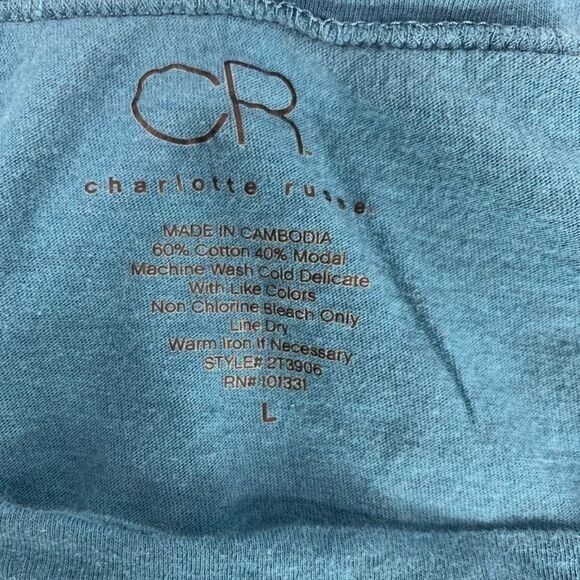 CR
charlotte russe
MADE IN CAMBODIA
60% Cotton 40% Modal
Machine Wash Cold Delicate
With Like Colors
Non Chlorine Bleach Only
Line Dry
Warm Iron If Necessary
STYLE# 2T3906
RN# 101331
L